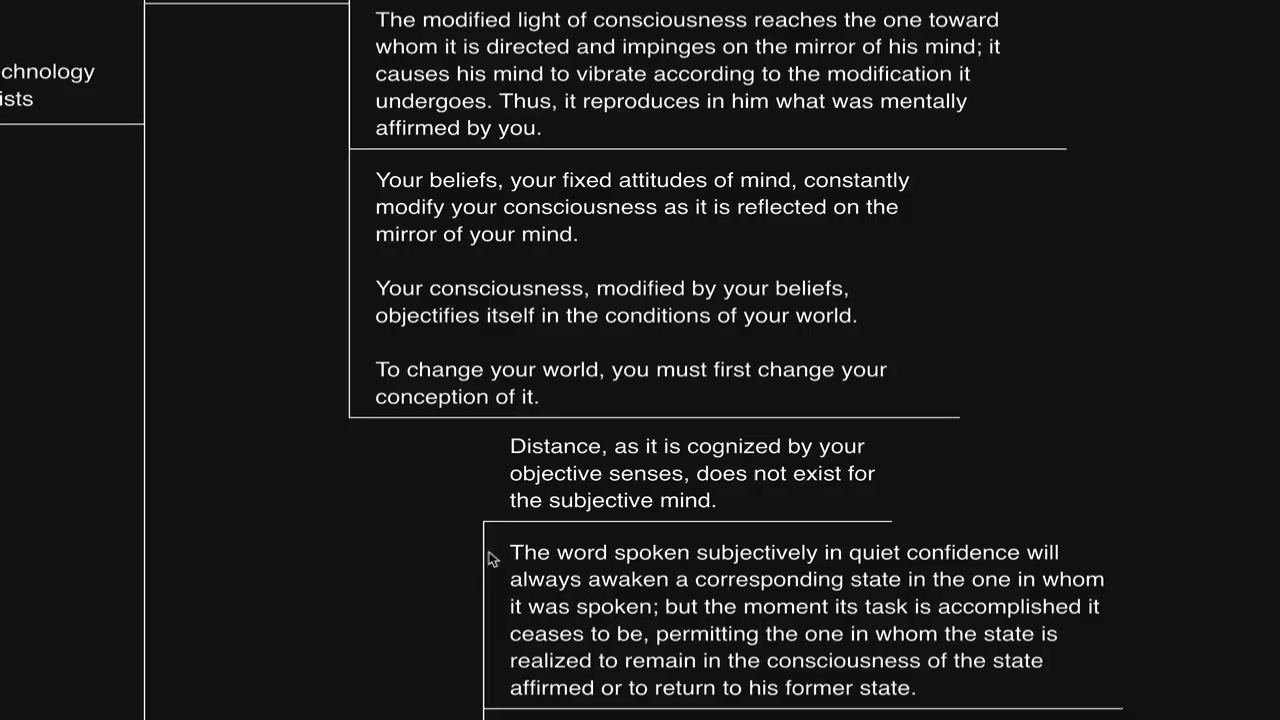 chnology
ists
The modified light of consciousness reaches the one toward
whom it is directed and impinges on the mirror of his mind; it
causes his mind to vibrate according to the modification it
undergoes. Thus, it reproduces in him what was mentally
affirmed by you.
Your beliefs, your fixed attitudes of mind, constantly
modify your consciousness as it is reflected on the
mirror of your mind.
Your consciousness, modified by your beliefs,
objectifies itself in the conditions of your world.
To change your world, you must first change your
conception of it.
Distance, as it is cognized by your
objective senses, does not exist for
the subjective mind.
The word spoken subjectively in quiet confidence will
always awaken a corresponding state in the one in whom
it was spoken; but the moment its task is accomplished it
ceases to be, permitting the one in whom the state is
realized to remain in the consciousness of the state
affirmed or to return to his former state.